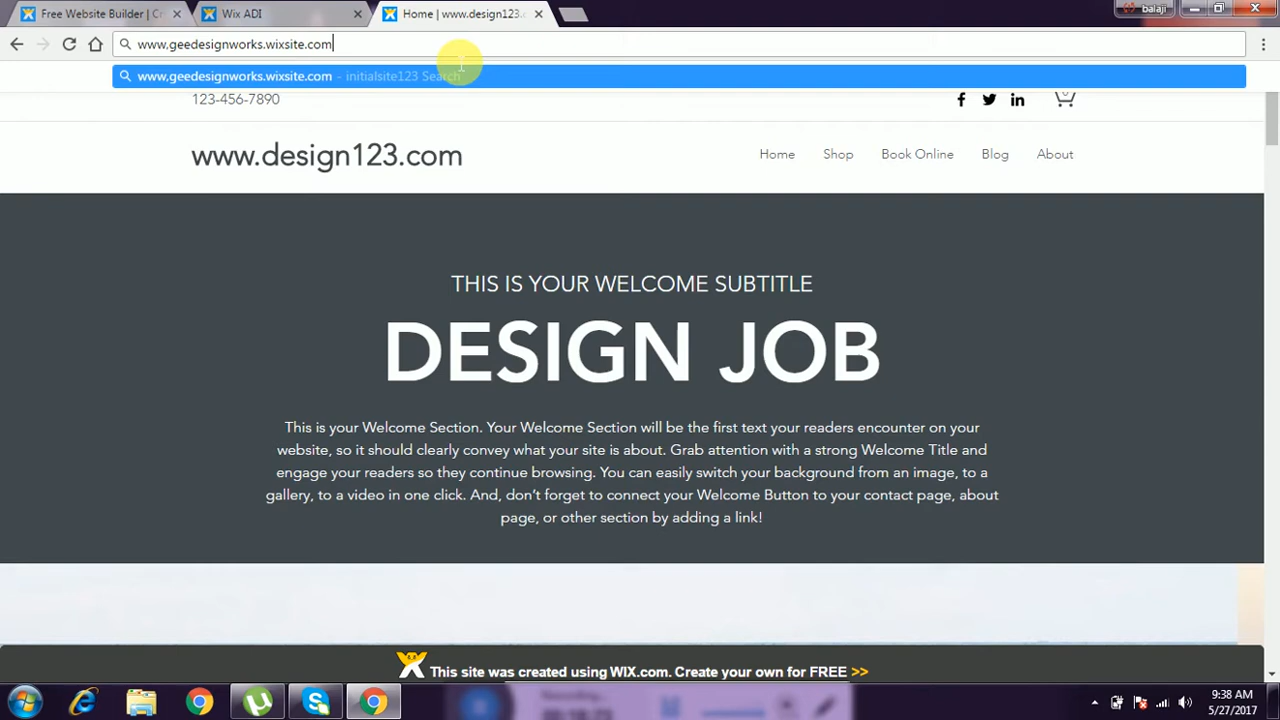 Free Website Builder | Cr
Wix ADI
Home | www.design123.c
balaji
www.geedesignworks.wixsite.com
www.geedesignworks.wixsite.com - initialsite123 Search
123-456-7890
0
www.design123.com
Home Shop Book Online Blog About
THIS IS YOUR WELCOME SUBTITLE
DESIGN JOB
This is your Welcome Section. Your Welcome Section will be the first text your readers encounter on your
website, so it should clearly convey what your site is about. Grab attention with a strong Welcome Title and
engage your readers so they continue browsing. You can easily switch your background from an image, to a
gallery, to a video in one click. And, don't forget to connect your Welcome Button to your contact page, about
page, or other section by adding a link!
This site was created using WIX.com. Create your own for FREE >>
Recording...
9:38 AM
5/27/2017